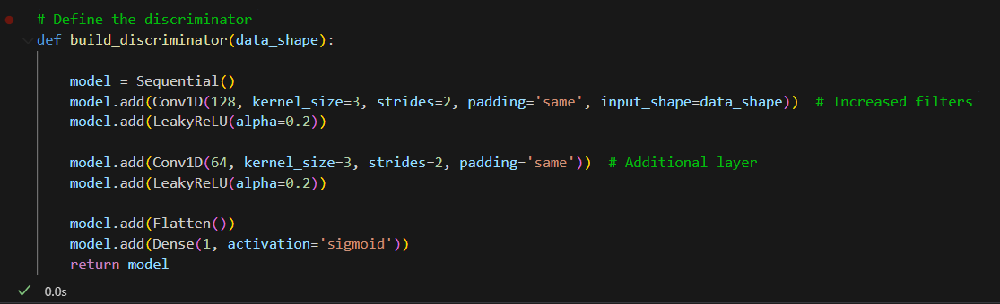 # Define the discriminator
def build_discriminator(data_shape):
model = Sequential()
model.add(Conv1D(128, kernel_size=3, strides=2, padding='same', input_shape=data_shape))  # Increased filters
model.add(LeakyReLU(alpha=0.2))
model.add(Conv1D(64, kernel_size=3, strides=2, padding='same'))  # Additional layer
model.add(LeakyReLU(alpha=0.2))
model.add(Flatten())
model.add(Dense(1, activation='sigmoid'))
return model
0.0s